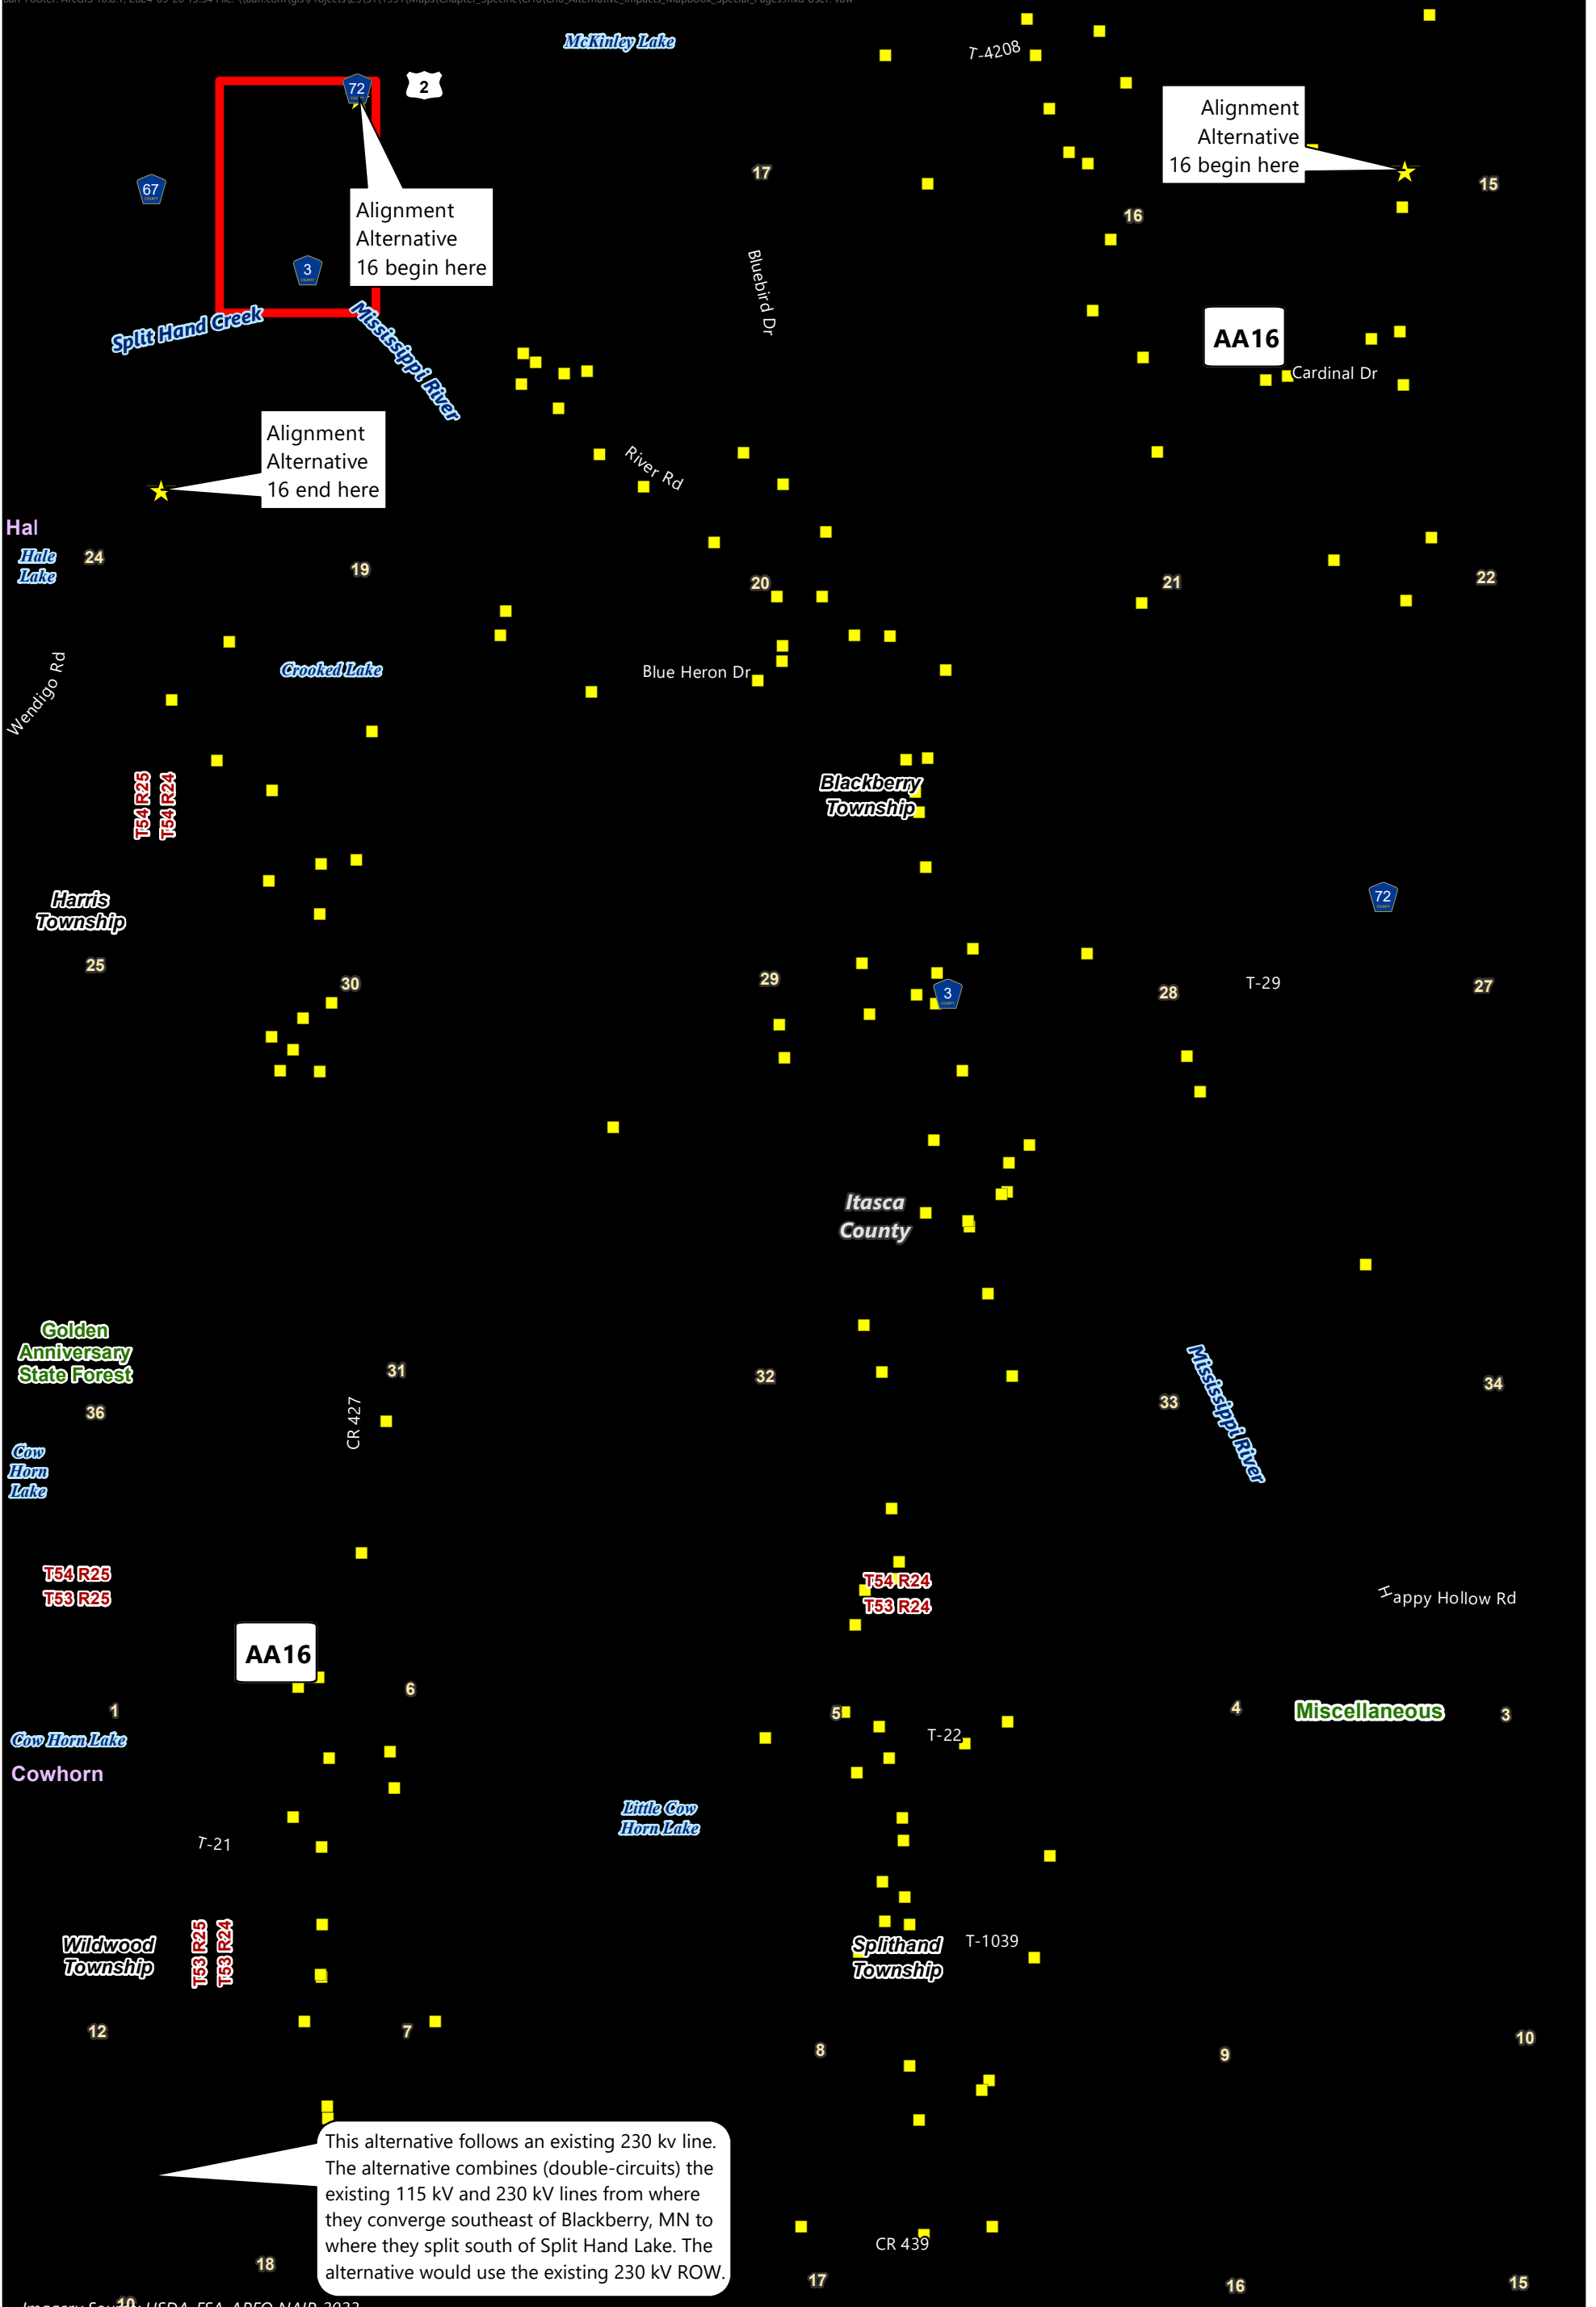 McKinley Lake
T-4208
72
2
Alignment
Alternative
16 begin here
17
15
67
COUNTY
16
Alignment
Alternative
16 begin here
3
COUNTY
Bluebird Dr
Split Hand Creek
Mississippi River
AA16
Cardinal Dr
Alignment
Alternative
16 end here
River Rd
Hal
Hale
Lake
24
19
20
21
22
Wendigo Rd
Crooked Lake
Blue Heron Dr
T54 R25
T54 R24
Blackberry
Township
Harris
Township
72
COUNTY
25
30
29
3
COUNTY
28
T-29
27
Itasca
County
Golden
Anniversary
State Forest
31
32
33
34
36
CR 427
Mississippi River
Cow
Horn
Lake
T54 R25
T53 R25
T54 R24
T53 R24
Happy Hollow Rd
AA16
1
6
5
4
Miscellaneous
3
Cow Horn Lake
T-22
Cowhorn
Little Cow
Horn Lake
T-21
Wildwood
Township
T53 R25
T53 R24
Splithand
Township
T-1039
12
7
8
9
10
This alternative follows an existing 230 kv line.
The alternative combines (double-circuits) the
existing 115 kV and 230 kV lines from where
they converge southeast of Blackberry, MN to
where they split south of Split Hand Lake. The
alternative would use the existing 230 kV ROW.
CR 439
18
17
16
15